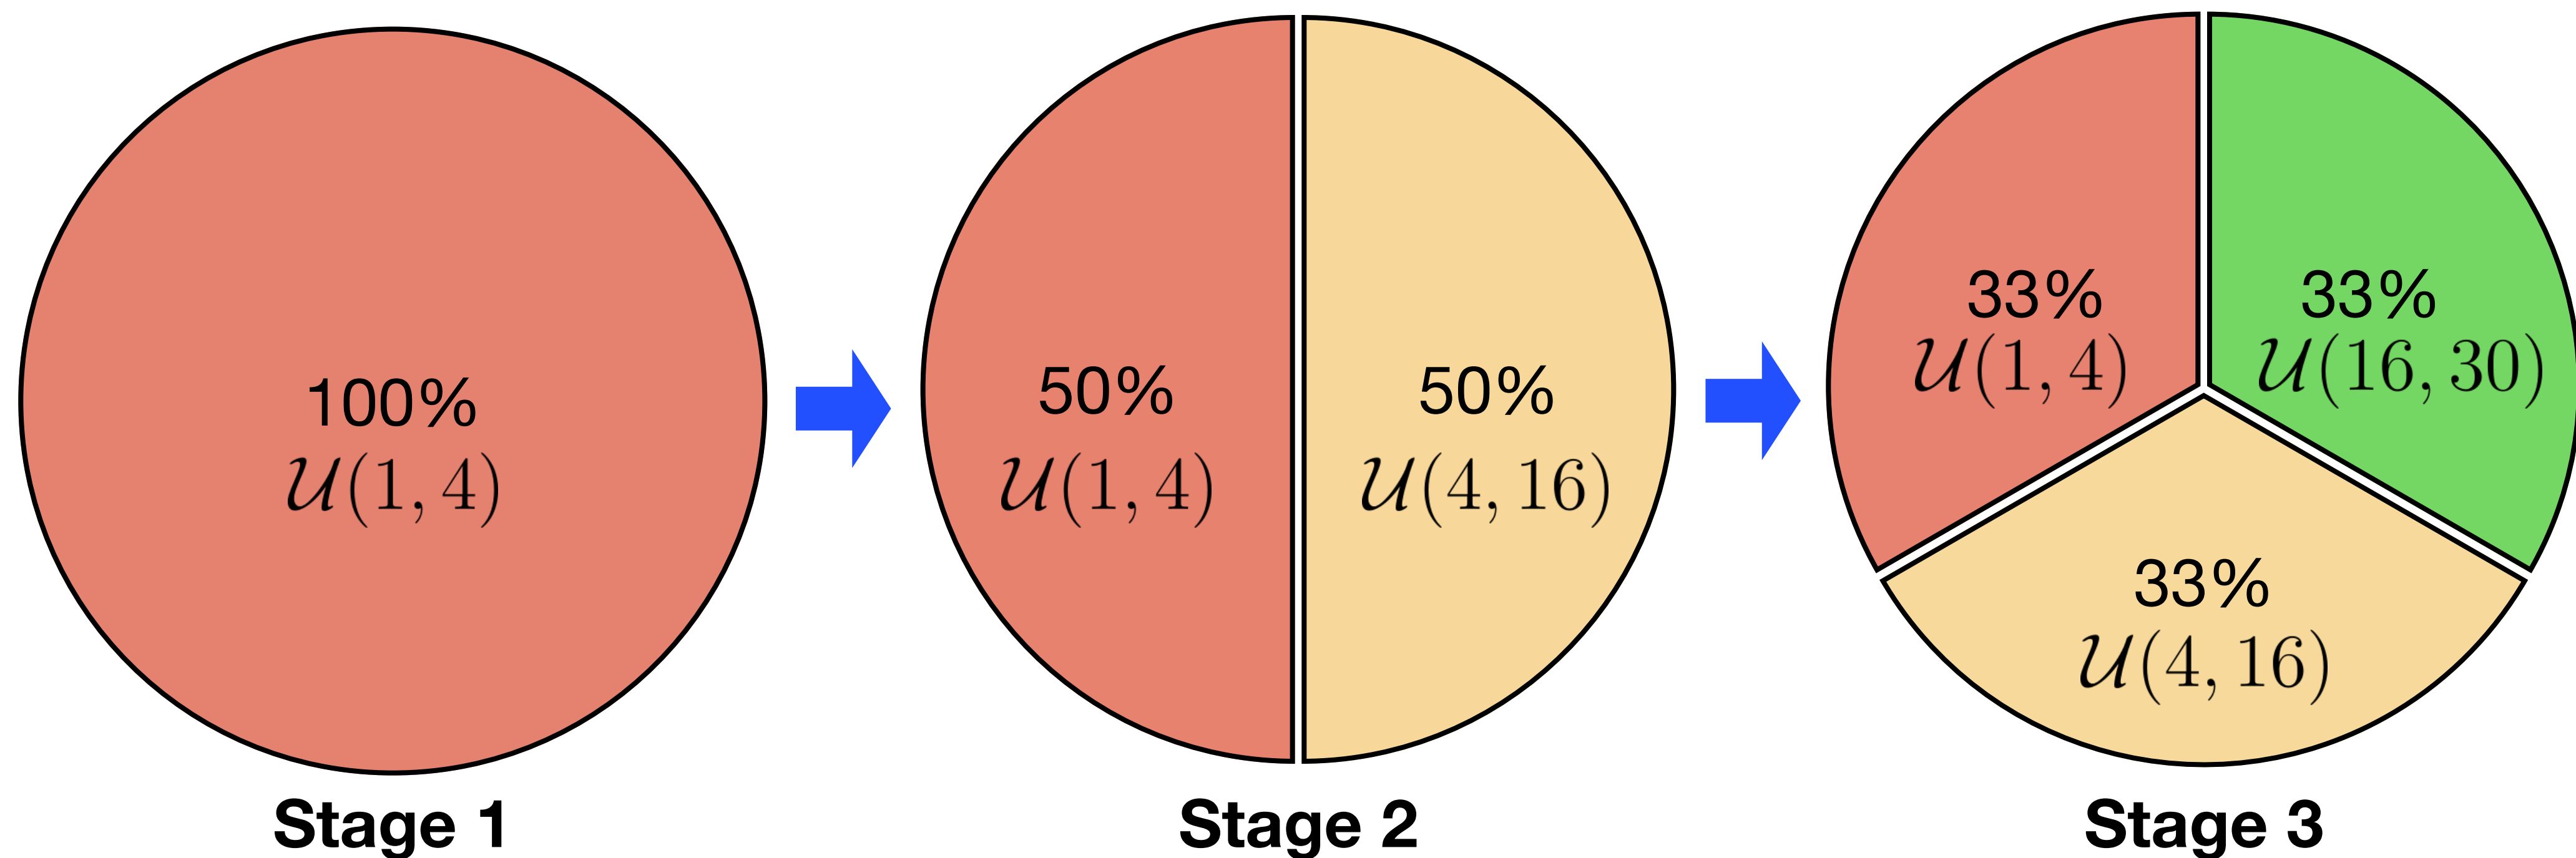 100%
𝒰(1, 4)
Stage 1
50%
𝒰(1, 4)
50%
𝒰(4, 16)
Stage 2
33%
𝒰(1, 4)
33%
𝒰(16, 30)
33%
𝒰(4, 16)
Stage 3